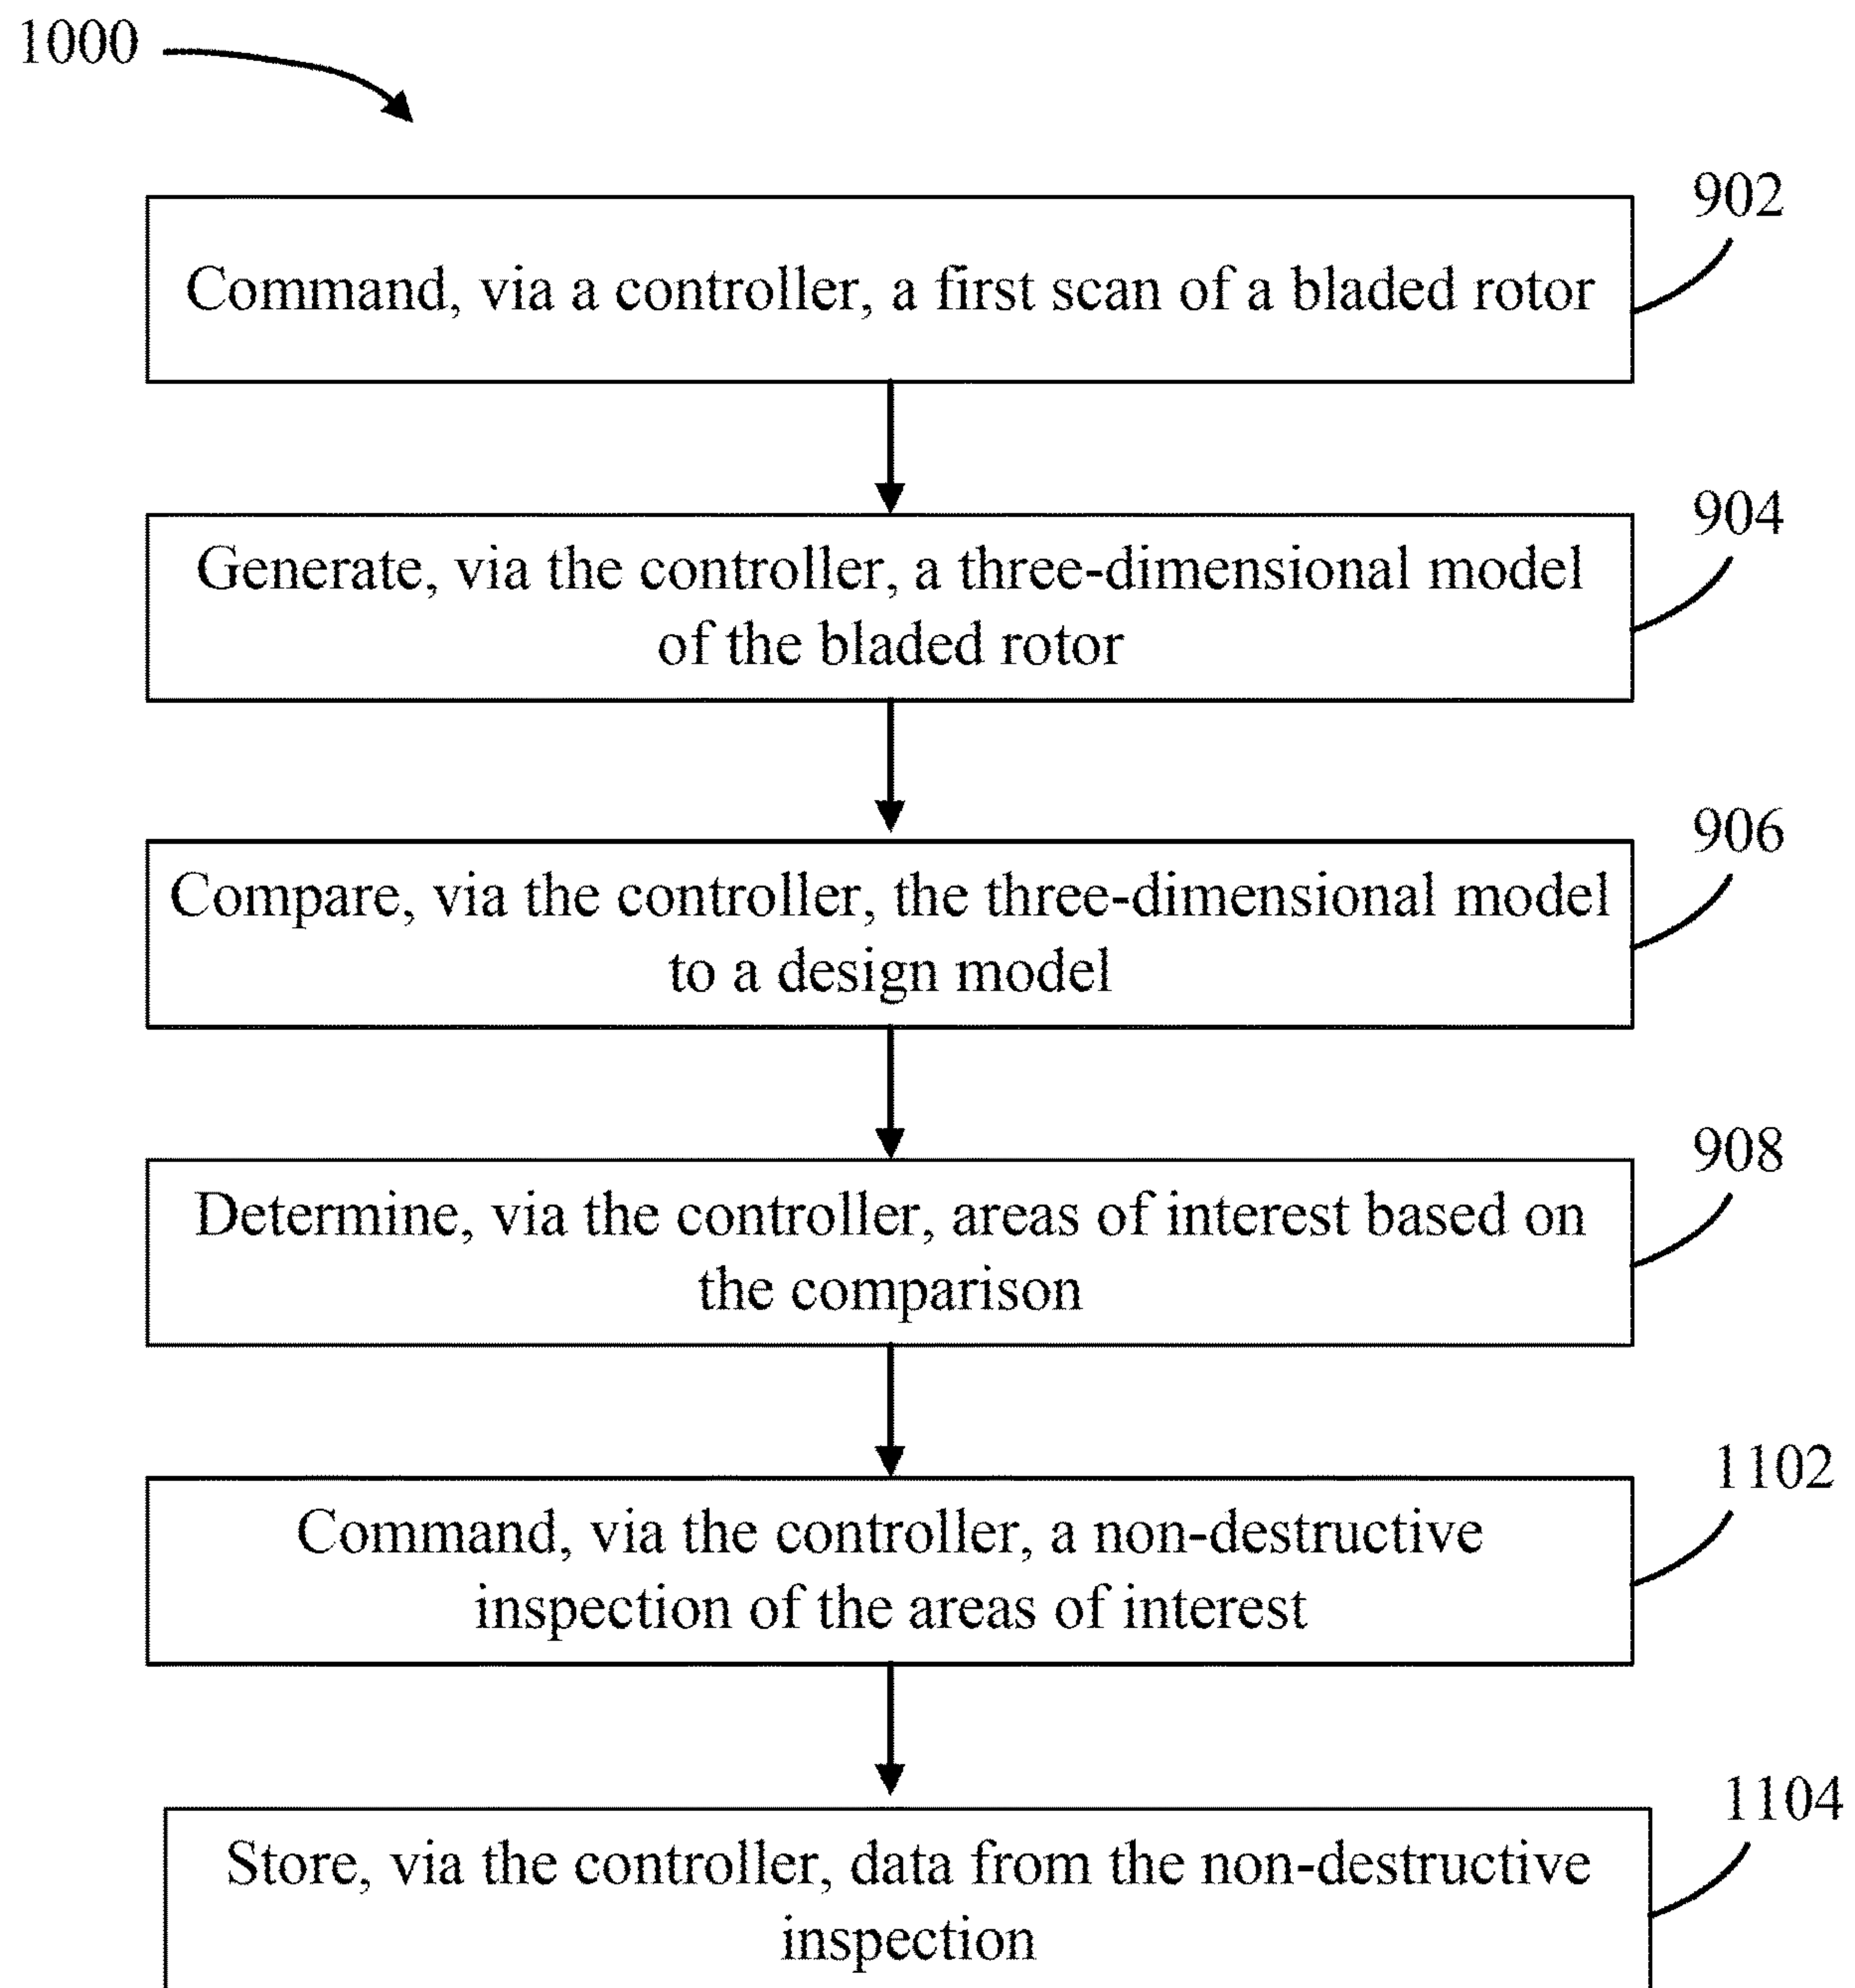 1000
902
Command, via a controller, a first scan of a bladed rotor
904
Generate, via the controller, a three-dimensional model
of the bladed rotor
906
Compare, via the controller, the three-dimensional model
to a design model
908
Determine, via the controller, areas of interest based on
the comparison
1102
Command, via the controller, a non-destructive
inspection of the areas of interest
1104
Store, via the controller, data from the non-destructive
inspection